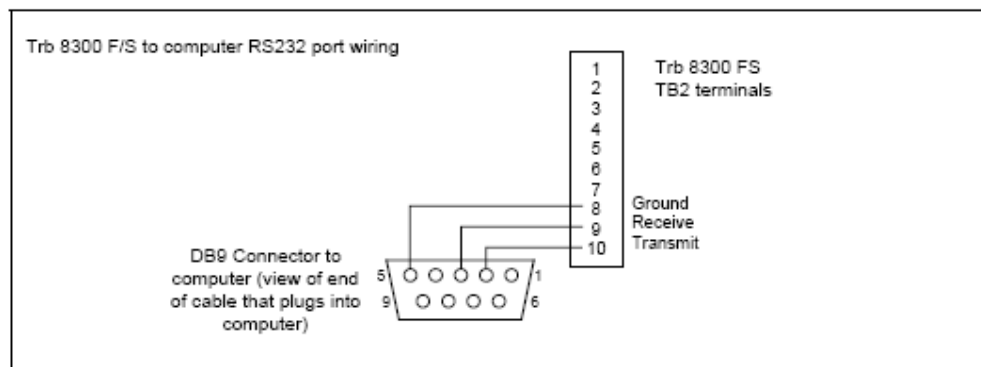 Trb 8300 F/S to computer RS232 port wiring
1
2
3
4
5
6
7
8
9
10
Trb 8300 FS
TB2 terminals
Ground
Receive
Transmit
DB9 Connector to
computer (view of end
of cable that plugs into
computer)
5
1
9
6